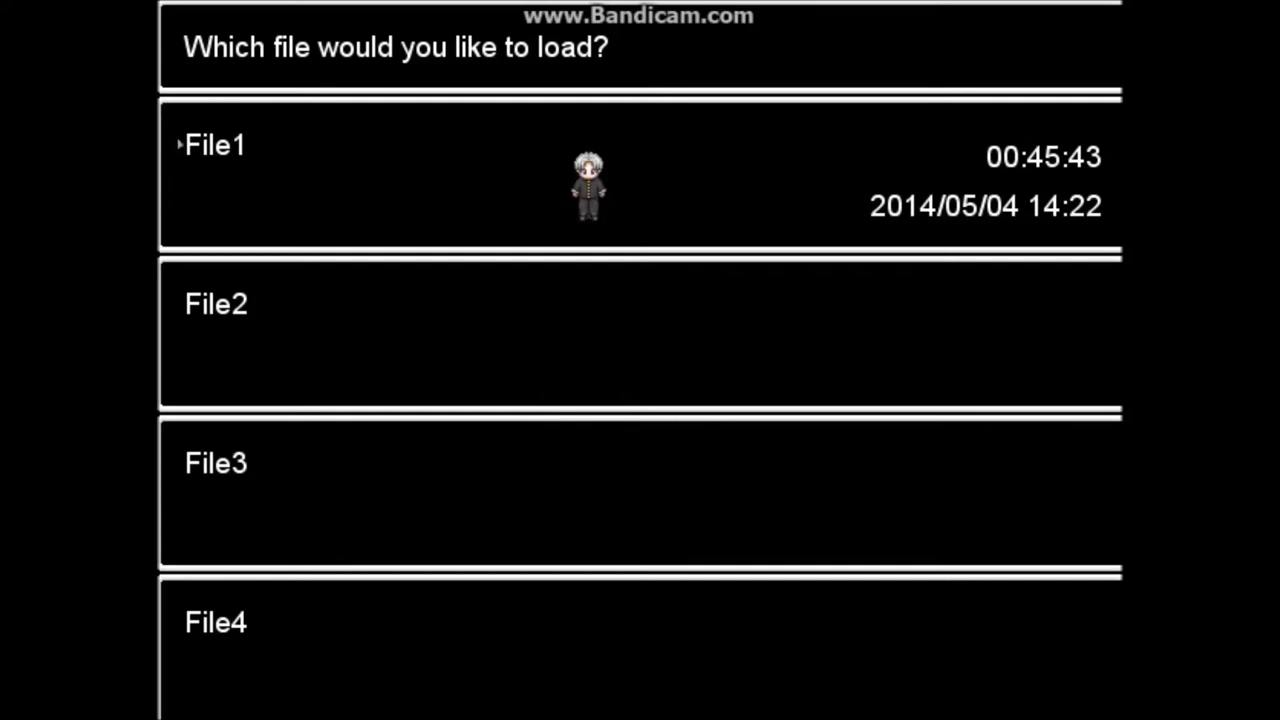 www.Bandicam.com
Which file would you like to load?
File1
00:45:43
2014/05/04 14:22
File2
File3
File4